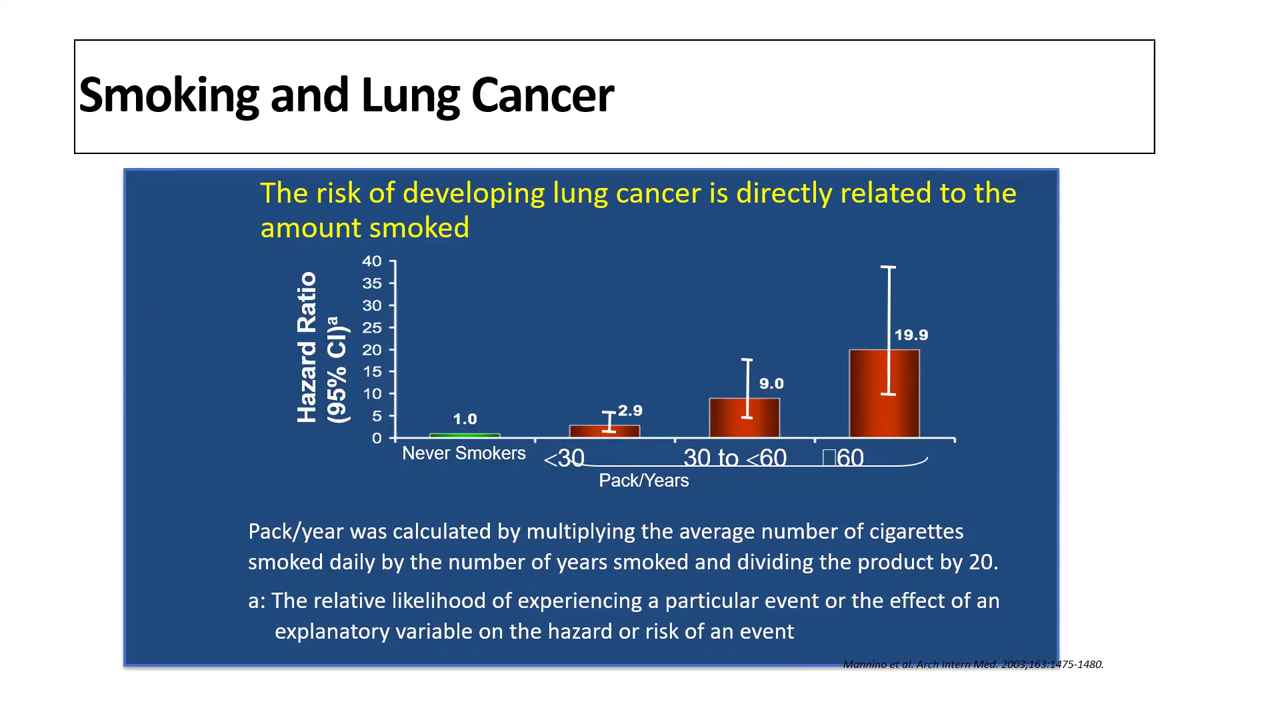 Smoking and Lung Cancer
The risk of developing lung cancer is directly related to the
amount smoked
Hazard Ratio
(95% CI)a
40
35
30
25
20
15
10
5
0
1.0
2.9
9.0
19.9
Never Smokers
<30
30 to <60
□60
Pack/Years
Pack/year was calculated by multiplying the average number of cigarettes
smoked daily by the number of years smoked and dividing the product by 20.
a: The relative likelihood of experiencing a particular event or the effect of an
explanatory variable on the hazard or risk of an event
Mannino et al. Arch Intern Med. 2003;163:1475-1480.